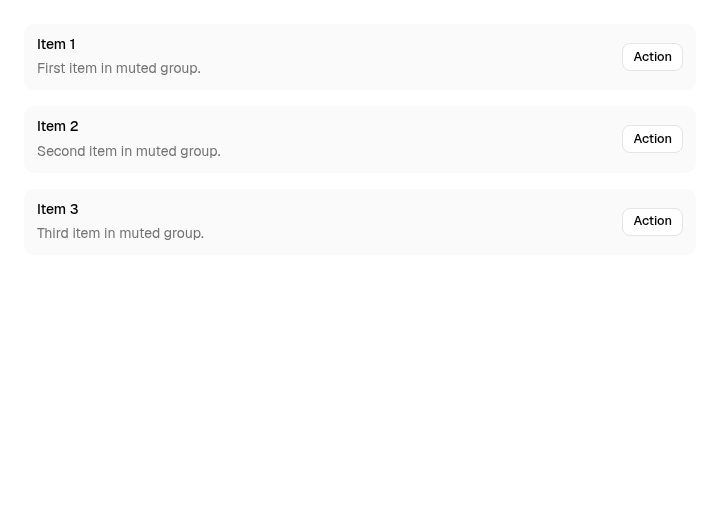 Item 1
First item in muted group.
Action
Item 2
Second item in muted group.
Action
Item 3
Third item in muted group.
Action